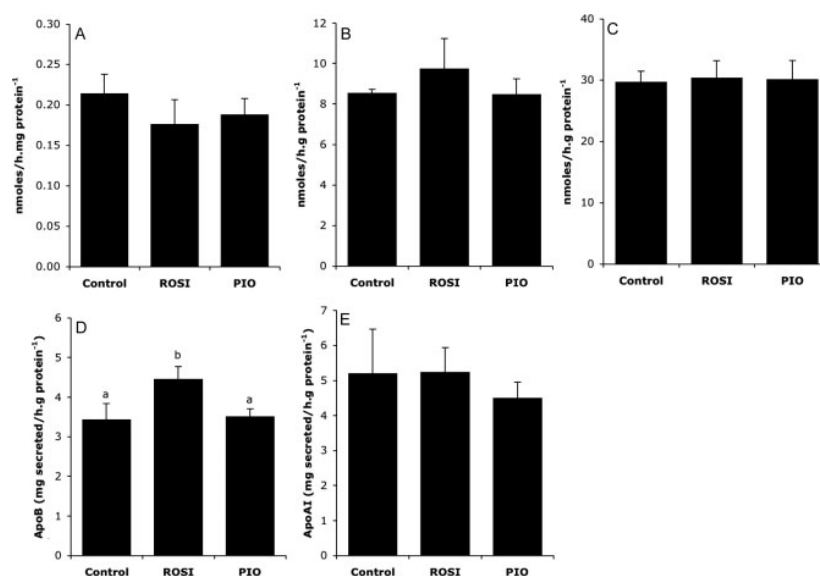 A
nmoles/h.mg protein⁻¹
0.30
0.25
0.20
0.15
0.10
0.05
0.00
Control ROSI PIO
B
nmoles/h.g protein⁻¹
12
10
8
6
4
2
0
Control ROSI PIO
C
nmoles/h.g protein⁻¹
40
30
20
10
0
Control ROSI PIO
D
ApoB (mg secreted/h.g protein⁻¹)
6
5
4
3
2
1
0
a
b
a
Control ROSI PIO
E
ApoAI (mg secreted/h.g protein⁻¹)
7
6
5
4
3
2
1
0
Control ROSI PIO